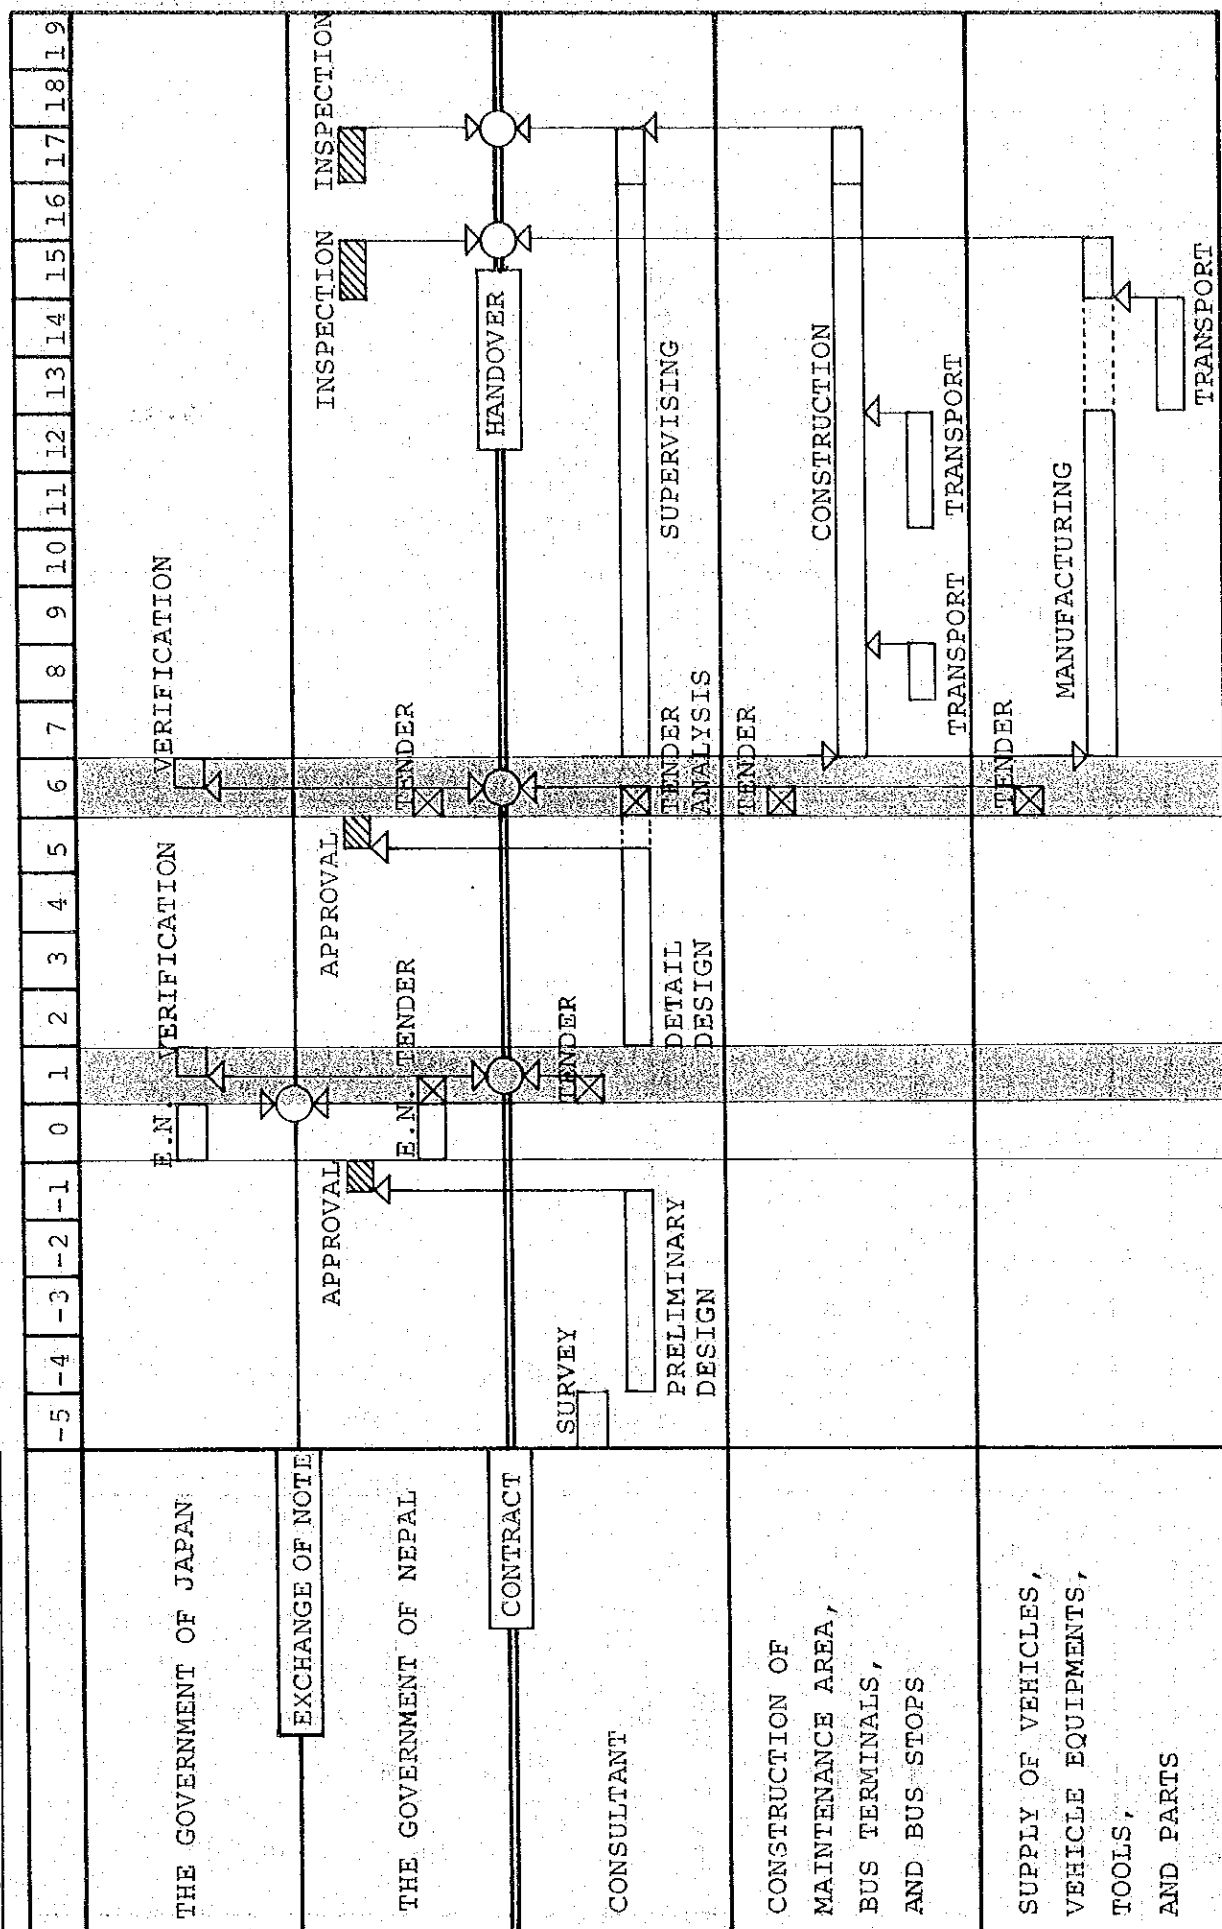 -5 -4 -3 -2 -1 0 1 2 3 4 5 6 7 8 9 10 11 12 13 14 15 16 17 18 19
THE GOVERNMENT OF JAPAN
E.N.
VERIFICATION
VERIFICATION
EXCHANGE OF NOTE
THE GOVERNMENT OF NEPAL
APPROVAL
APPROVAL
INSPECTION
INSPECTION
E.N.
TENDER
TENDER
CONTRACT
HANDOVER
CONSULTANT
SURVEY
TENDER
PRELIMINARY
DESIGN
DETAIL
DESIGN
TENDER
ANALYSIS
SUPERVISING
CONSTRUCTION OF
MAINTENANCE AREA,
BUS TERMINALS,
AND BUS STOPS
TENDER
CONSTRUCTION
TRANSPORT
TRANSPORT
SUPPLY OF VEHICLES,
VEHICLE EQUIPMENTS,
TOOLS,
AND PARTS
TENDER
MANUFACTURING
TRANSPORT